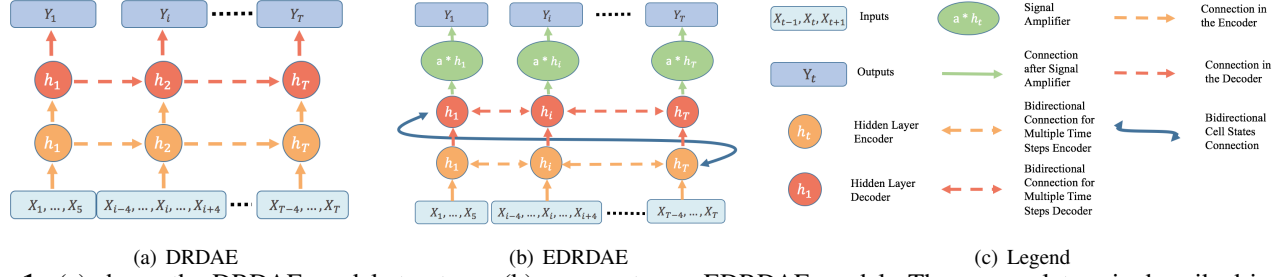 Y_1 Y_i Y_T
h_1 h_2 h_T
h_1 h_2 h_T
X_1, ..., X_5 X_{i-4}, ..., X_i, ..., X_{i+4} X_{T-4}, ..., X_T
(a) DRDAE
Y_1 Y_i Y_T
a * h_1 a * h_i a * h_T
h_1 h_i h_T
h_1 h_i h_T
X_1, ..., X_5 X_{i-4}, ..., X_i, ..., X_{i+4} X_{T-4}, ..., X_T
(b) EDRDAE
X_{t-1}, X_t, X_{t+1}
Inputs
Y_t
Outputs
h_t
Hidden Layer
Encoder
h_1
Hidden Layer
Decoder
a * h_t
Signal
Amplifier
Connection
after Signal
Amplifier
Bidirectional
Connection for
Multiple Time
Steps Encoder
Bidirectional
Connection for
Multiple Time
Steps Decoder
Connection in
the Encoder
Connection in
the Decoder
Bidirectional
Cell States
Connection
(c) Legend